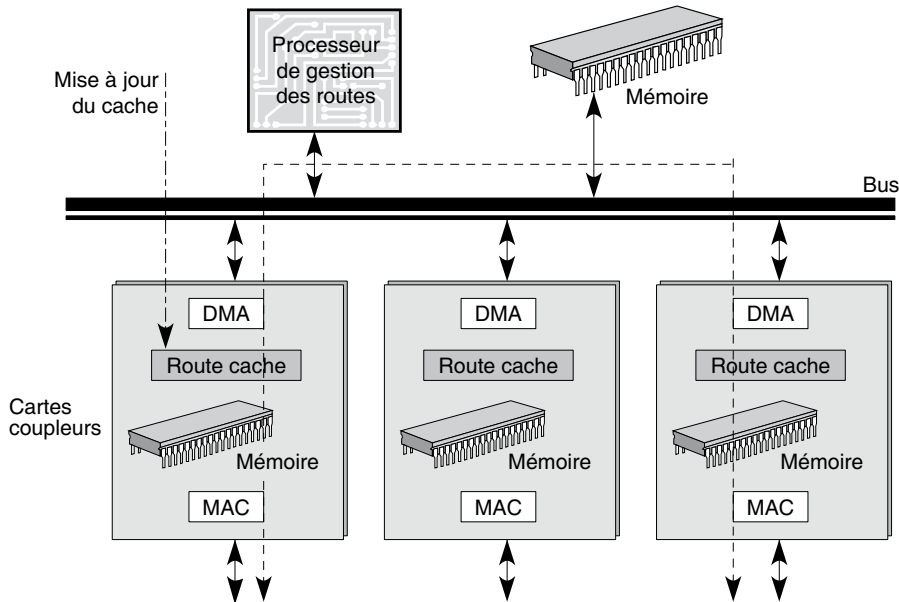 Processeur
de gestion
des routes
Mise à jour
du cache
Mémoire
Bus
DMA
DMA
DMA
Route cache
Route cache
Route cache
Cartes
coupleurs
Mémoire
Mémoire
Mémoire
MAC
MAC
MAC